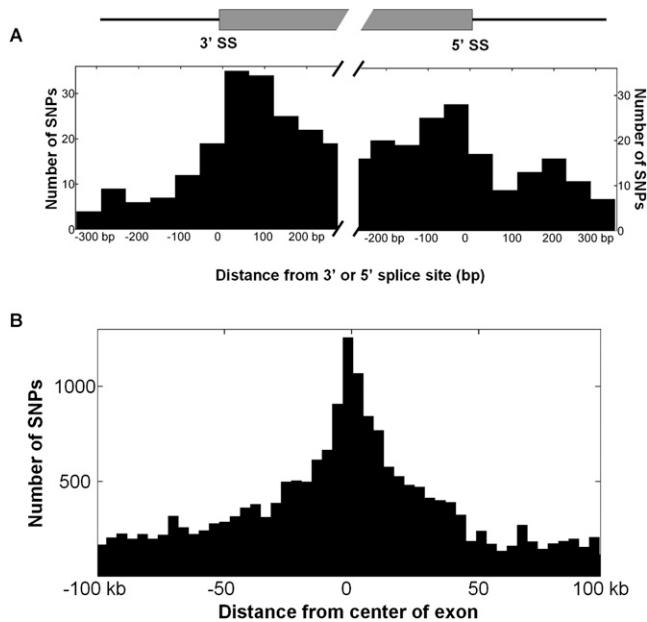 A
3' SS
5' SS
Number of SNPs
30
20
10
0
-300 bp -200 -100 0 100 200 bp
-200 bp -100 0 100 200 300 bp
30
20
10
0
Number of SNPs
Distance from 3' or 5' splice site (bp)
B
Number of SNPs
1000
500
-100 kb -50 0 50 100 kb
Distance from center of exon